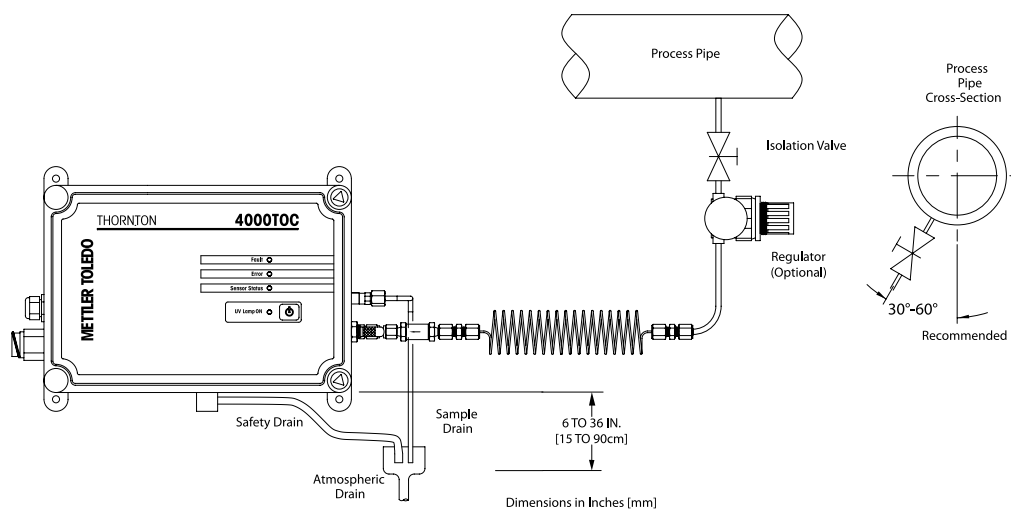 Process Pipe
Process
Pipe
Cross-Section
Isolation Valve
Regulator
(Optional)
30°-60°
Recommended
METTLER TOLEDO
THORNTON
4000TOC
Fault
Error
Sensor Status
UV Lamp ON
Safety Drain
Sample
Drain
6 TO 36 IN.
[15 TO 90cm]
Atmospheric
Drain
Dimensions in Inches [mm]